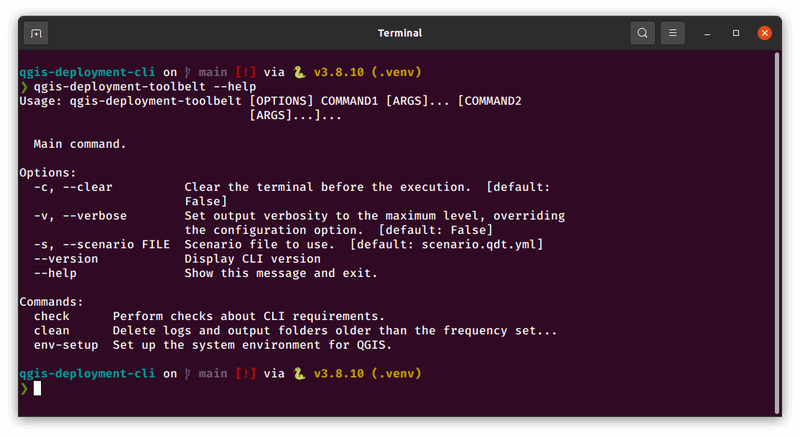 Terminal
qgis-deployment-cli on ᚠ main [!] via 🐍 v3.8.10 (.venv)
❯ qgis-deployment-toolbelt --help
Usage: qgis-deployment-toolbelt [OPTIONS] COMMAND1 [ARGS]... [COMMAND2
[ARGS]...]...
Main command.
Options:
-c, --clear Clear the terminal before the execution. [default:
False]
-v, --verbose Set output verbosity to the maximum level, overriding
the configuration option. [default: False]
-s, --scenario FILE Scenario file to use. [default: scenario.qdt.yml]
--version Display CLI version
--help Show this message and exit.
Commands:
check Perform checks about CLI requirements.
clean Delete logs and output folders older than the frequency set...
env-setup Set up the system environment for QGIS.
qgis-deployment-cli on ᚠ main [!] via 🐍 v3.8.10 (.venv)
❯